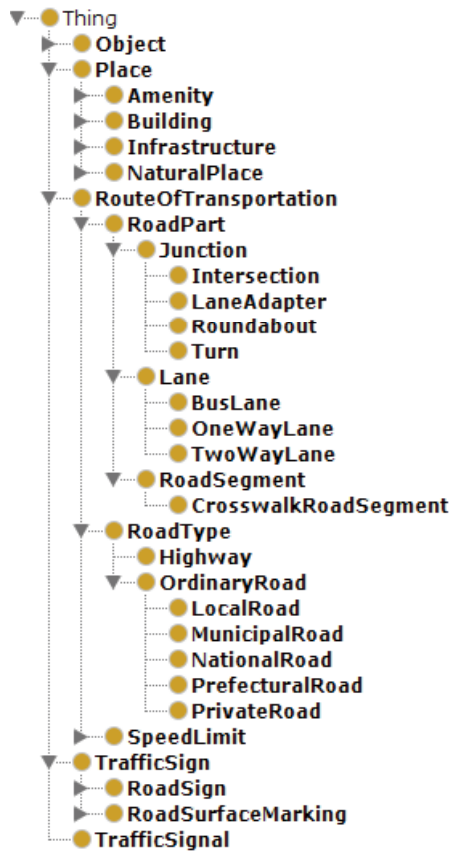 Thing
Object
Place
Amenity
Building
Infrastructure
NaturalPlace
RouteOfTransportation
RoadPart
Junction
Intersection
LaneAdapter
Roundabout
Turn
Lane
BusLane
OneWayLane
TwoWayLane
RoadSegment
CrosswalkRoadSegment
RoadType
Highway
OrdinaryRoad
LocalRoad
MunicipalRoad
NationalRoad
PrefecturalRoad
PrivateRoad
SpeedLimit
TrafficSign
RoadSign
RoadSurfaceMarking
TrafficSignal